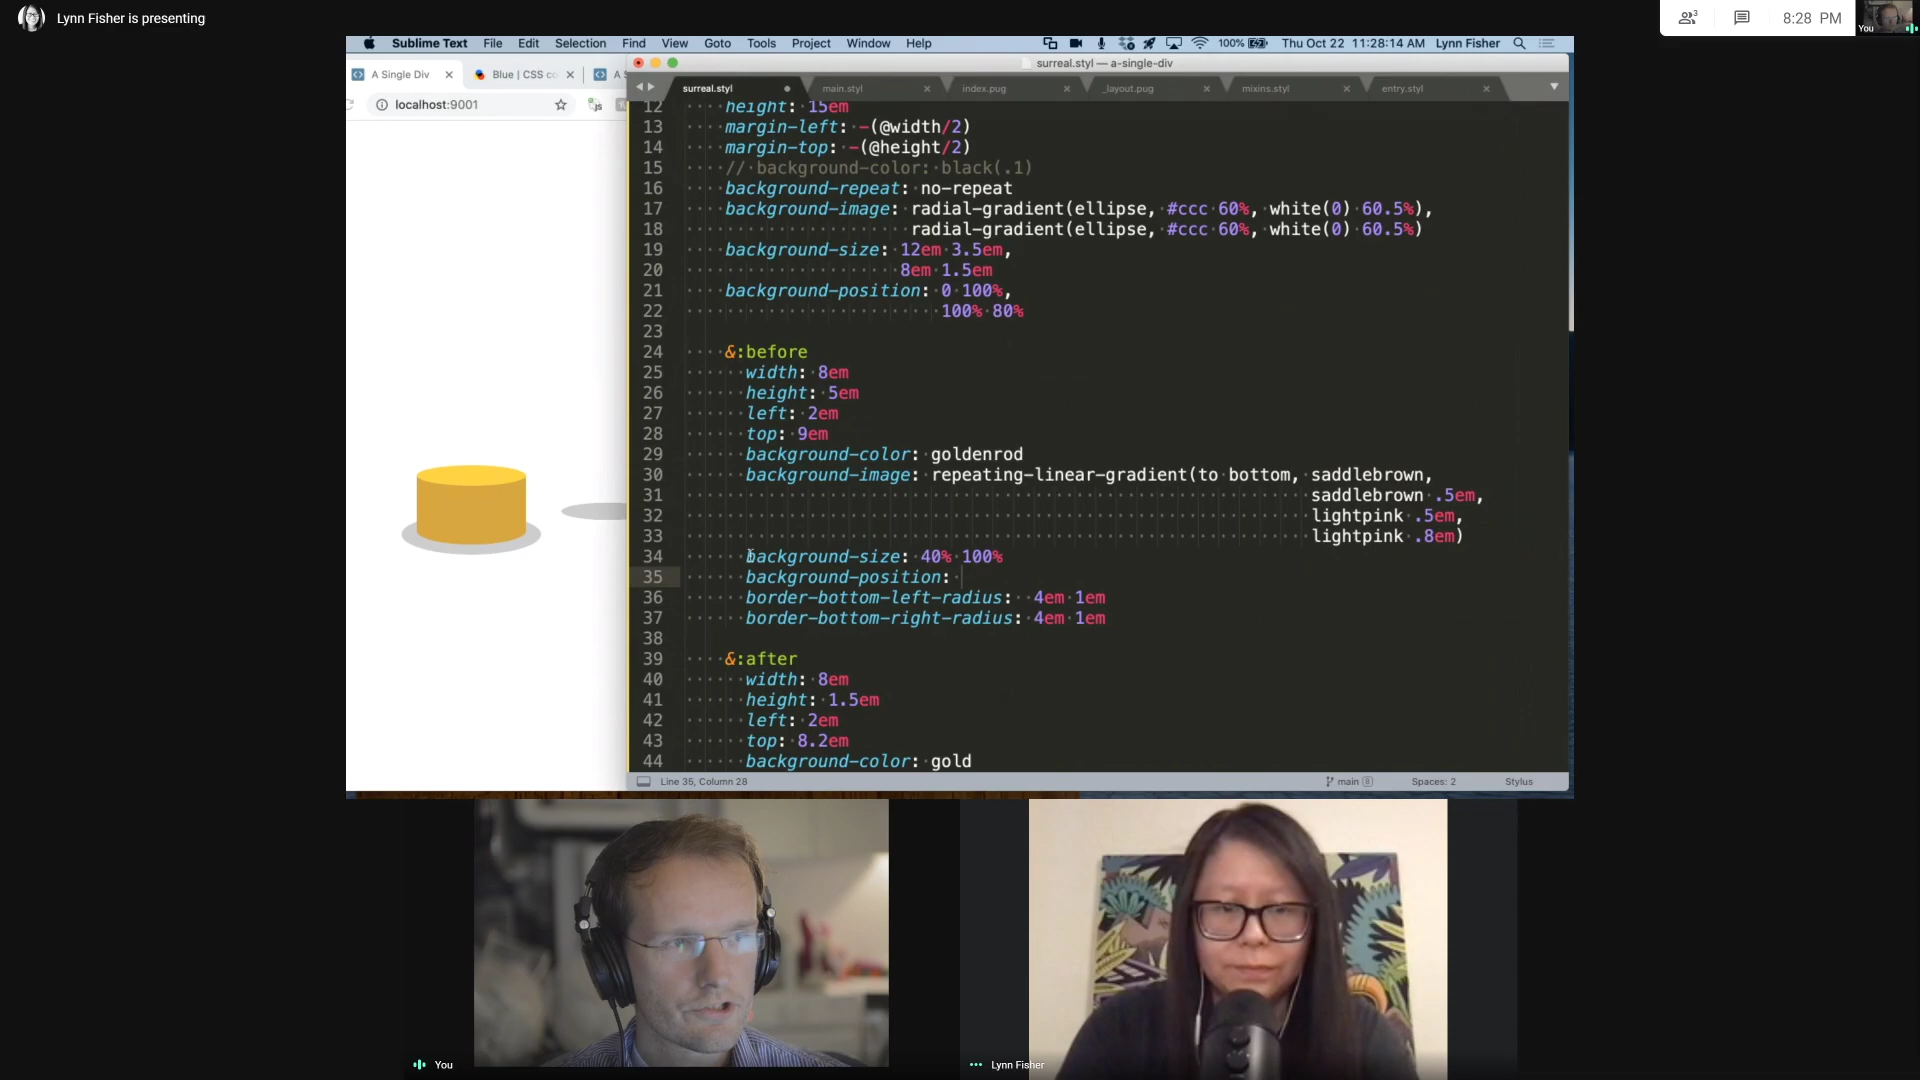 Lynn Fisher is presenting
3
8:28 PM
You
Sublime Text File Edit Selection Find View Goto Tools Project Window Help
100% Thu Oct 22 11:28:14 AM Lynn Fisher
A Single Div
Blue | CSS co
A S
surreal.styl — a-single-div
localhost:9001
surreal.styl
main.styl
index.pug
_layout.pug
mixins.styl
entry.styl
12 height: 15em
13 margin-left: -(@width/2)
14 margin-top: -(@height/2)
15 // background-color: black(.1)
16 background-repeat: no-repeat
17 background-image: radial-gradient(ellipse, #ccc 60%, white(0) 60.5%),
18 radial-gradient(ellipse, #ccc 60%, white(0) 60.5%)
19 background-size: 12em 3.5em,
20 8em 1.5em
21 background-position: 0 100%,
22 100% 80%
23
24 &:before
25 width: 8em
26 height: 5em
27 left: 2em
28 top: 9em
29 background-color: goldenrod
30 background-image: repeating-linear-gradient(to bottom, saddlebrown,
31 saddlebrown .5em,
32 lightpink .5em,
33 lightpink .8em)
34 background-size: 40% 100%
35 background-position:
36 border-bottom-left-radius: 4em 1em
37 border-bottom-right-radius: 4em 1em
38
39 &:after
40 width: 8em
41 height: 1.5em
42 left: 2em
43 top: 8.2em
44 background-color: gold
Line 35, Column 28
main 8
Spaces: 2
Stylus
You
Lynn Fisher